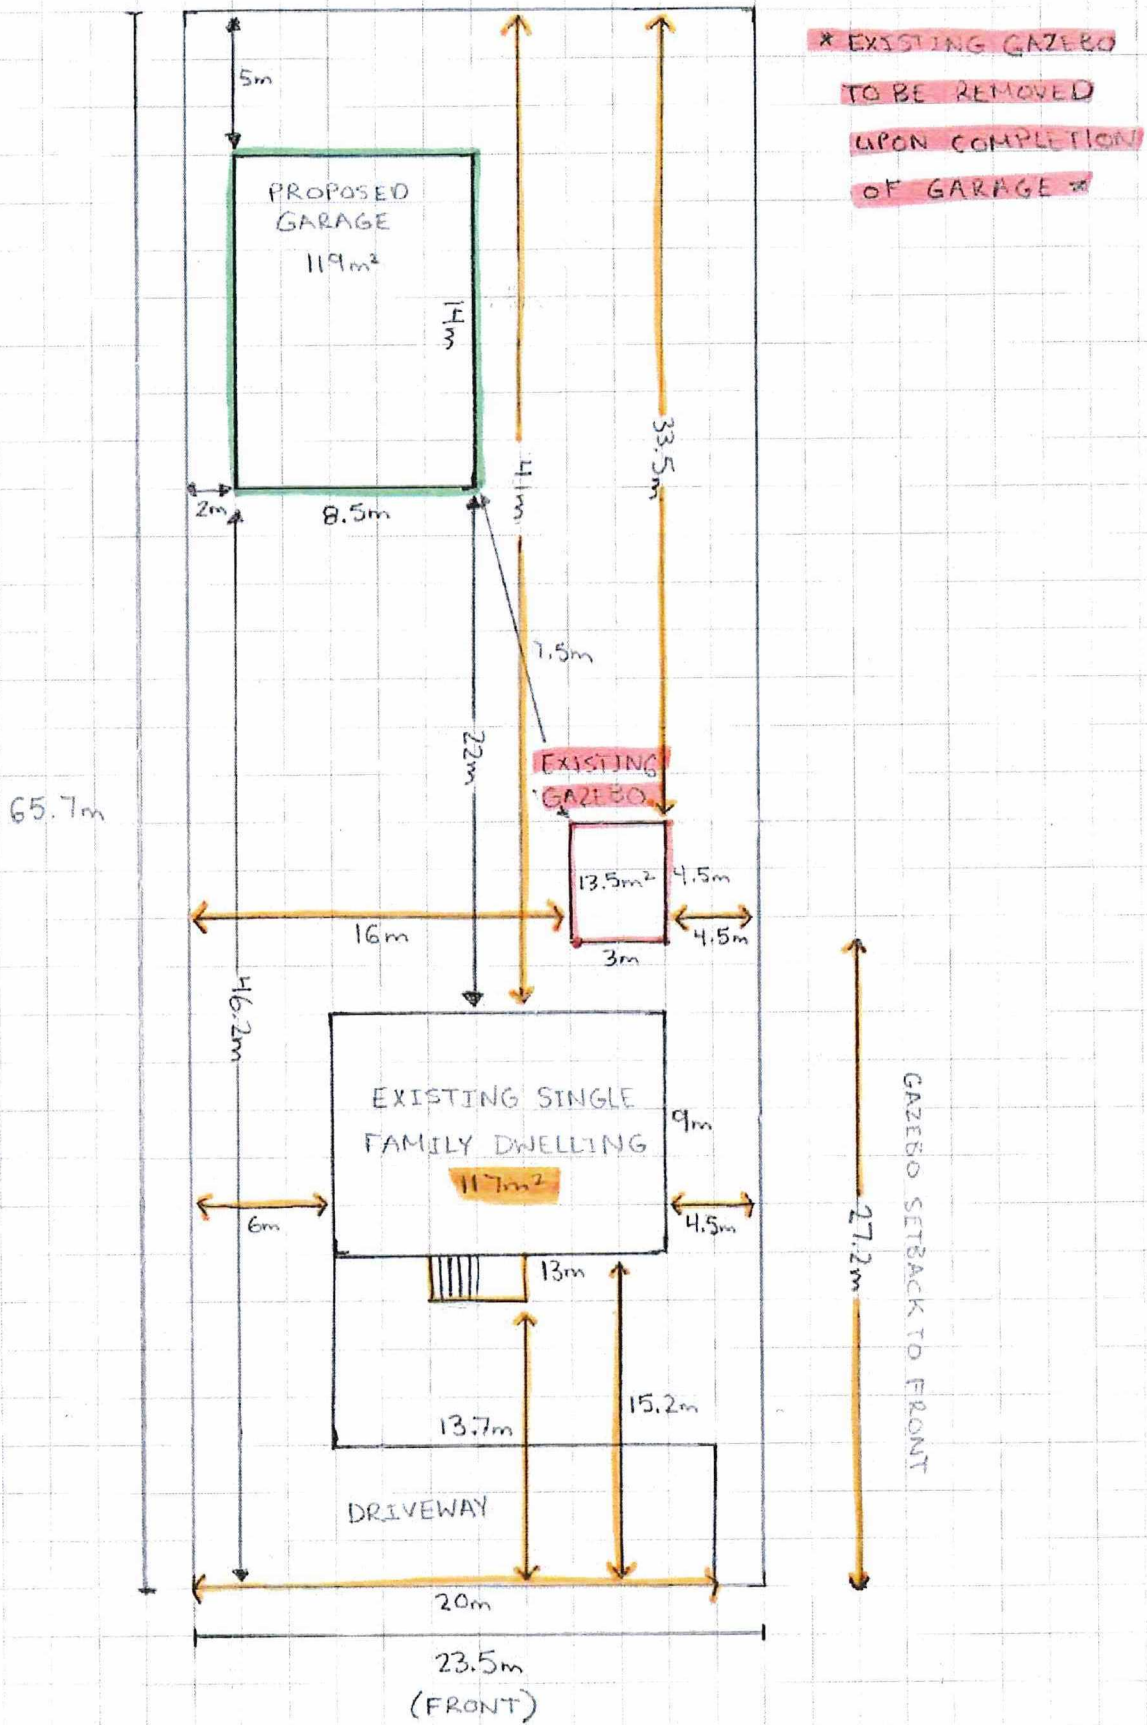 * EXISTING GAZEBO
TO BE REMOVED
UPON COMPLETION
OF GARAGE *
5m
PROPOSED
GARAGE
119m²
14m
2m
8.5m
41m
33.5m
7.5m
22m
65.7m
EXISTING
GAZEBO
13.5m²
4.5m
16m
4.5m
3m
46.2m
EXISTING SINGLE
FAMILY DWELLING
117m²
9m
6m
4.5m
13m
27.2m
GAZEBO SETBACK TO FRONT
13.7m
15.2m
DRIVEWAY
20m
23.5m
(FRONT)